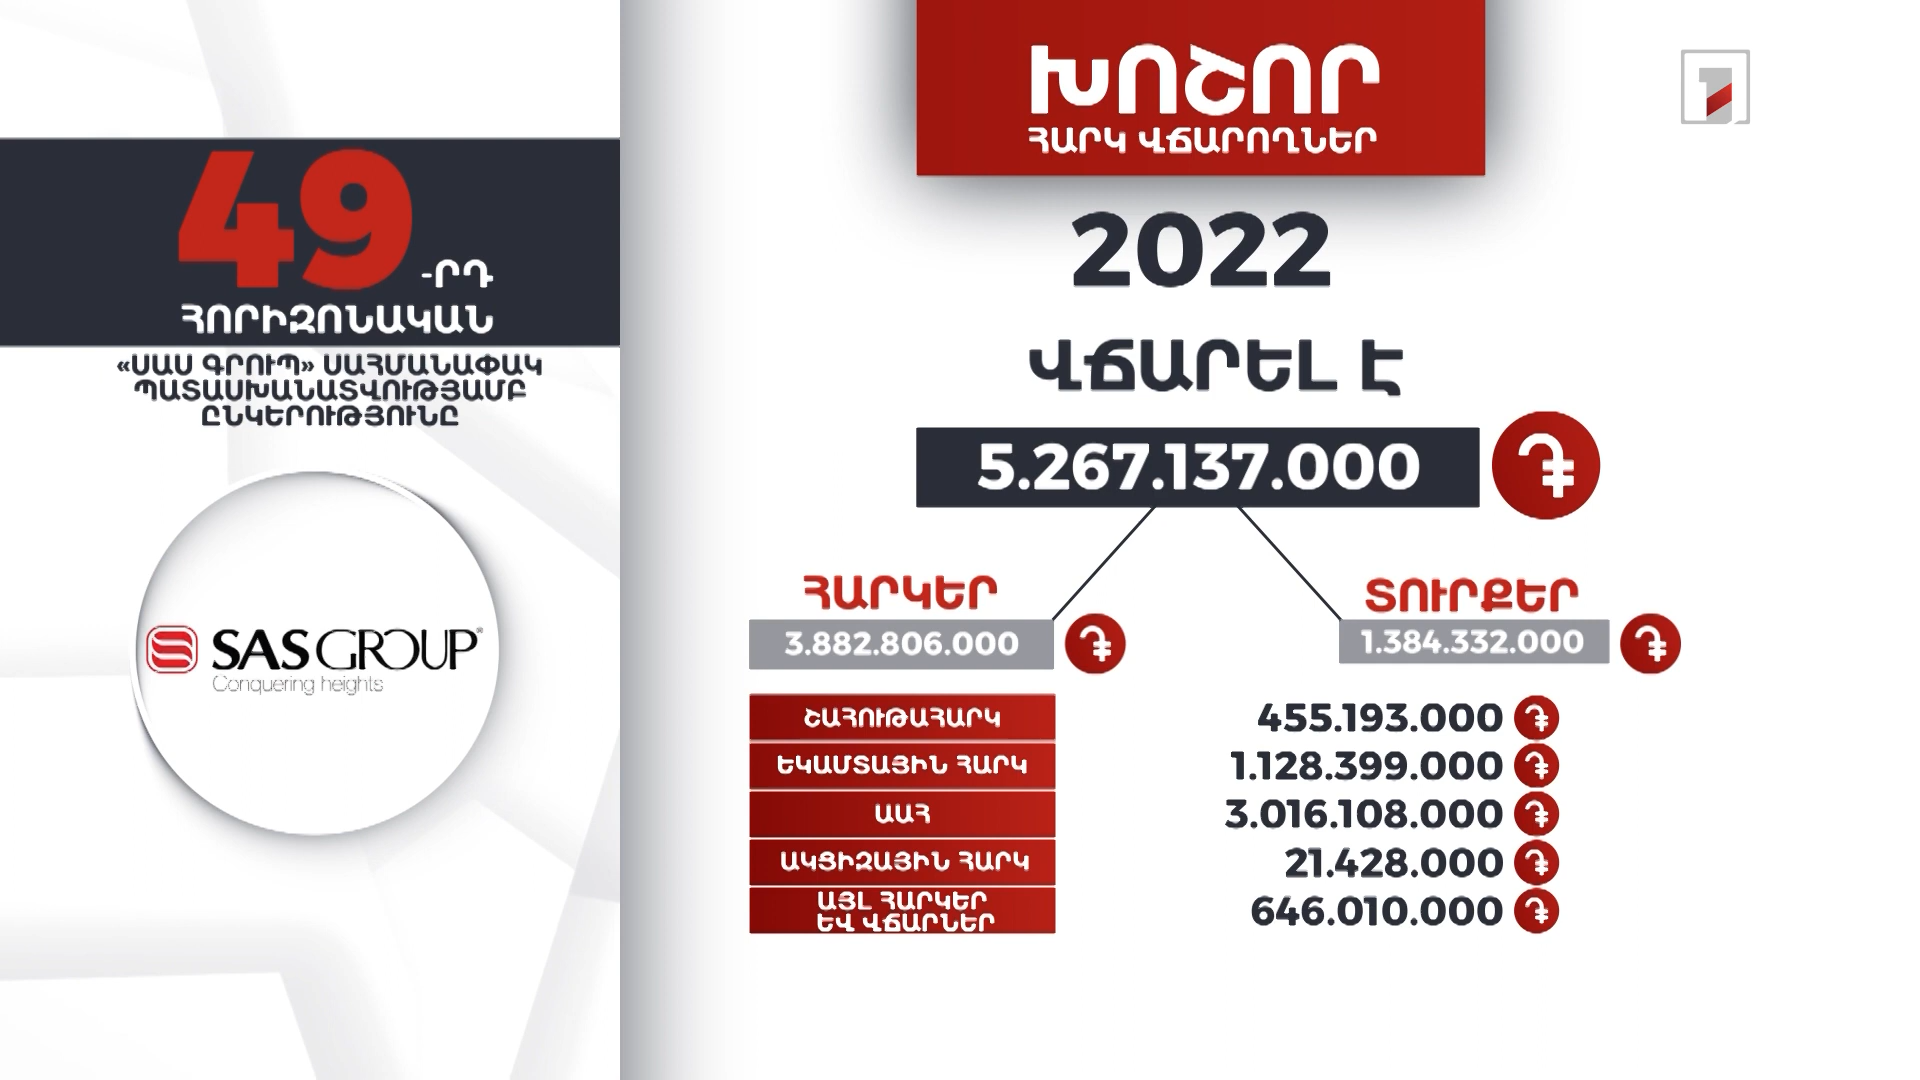 49
-ՐԴ
ՀՈՐԻԶՈՆԱԿԱՆ
«ՍԱՍ ԳՐՈՒՊ» ՍԱՀՄԱՆԱՓԱԿ
ՊԱՏԱՍԽԱՆԱՏՎՈՒԹՅԱՄԲ
ԸՆԿԵՐՈՒԹՅՈՒՆԸ
SAS GROUP®
Conquering heights
ԽՈՇՈՐ
ՀԱՐԿ ՎՃԱՐՈՂՆԵՐ
1
2022
ՎՃԱՐԵԼ Է
5.267.137.000 ֏
ՀԱՐԿԵՐ
3.882.806.000 ֏
ՏՈՒՐՔԵՐ
1.384.332.000 ֏
ՇԱՀՈՒԹԱՀԱՐԿ 455.193.000 ֏
ԵԿԱՄՏԱՅԻՆ ՀԱՐԿ 1.128.399.000 ֏
ԱԱՀ 3.016.108.000 ֏
ԱԿՑԻԶԱՅԻՆ ՀԱՐԿ 21.428.000 ֏
ԱՅԼ ՀԱՐԿԵՐ
ԵՎ ՎՃԱՐՆԵՐ 646.010.000 ֏